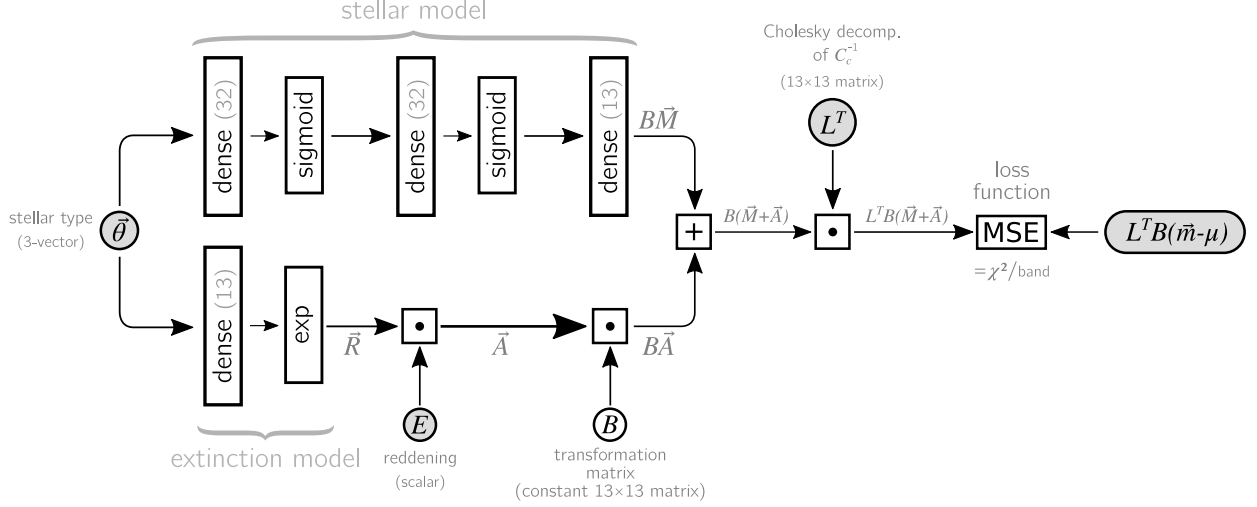 stellar model
Cholesky decomp.
of C_c^{-1}
(13×13 matrix)
L^T
dense (32)
sigmoid
dense (32)
sigmoid
dense (13)
BM⃗
stellar type
(3-vector)
θ⃗
+
B(M⃗+A⃗)
•
L^TB(M⃗+A⃗)
loss
function
MSE
=χ²/band
L^TB(m⃗-μ)
dense (13)
exp
R⃗
•
A⃗
•
BA⃗
extinction model
E
reddening
(scalar)
B
transformation
matrix
(constant 13×13 matrix)